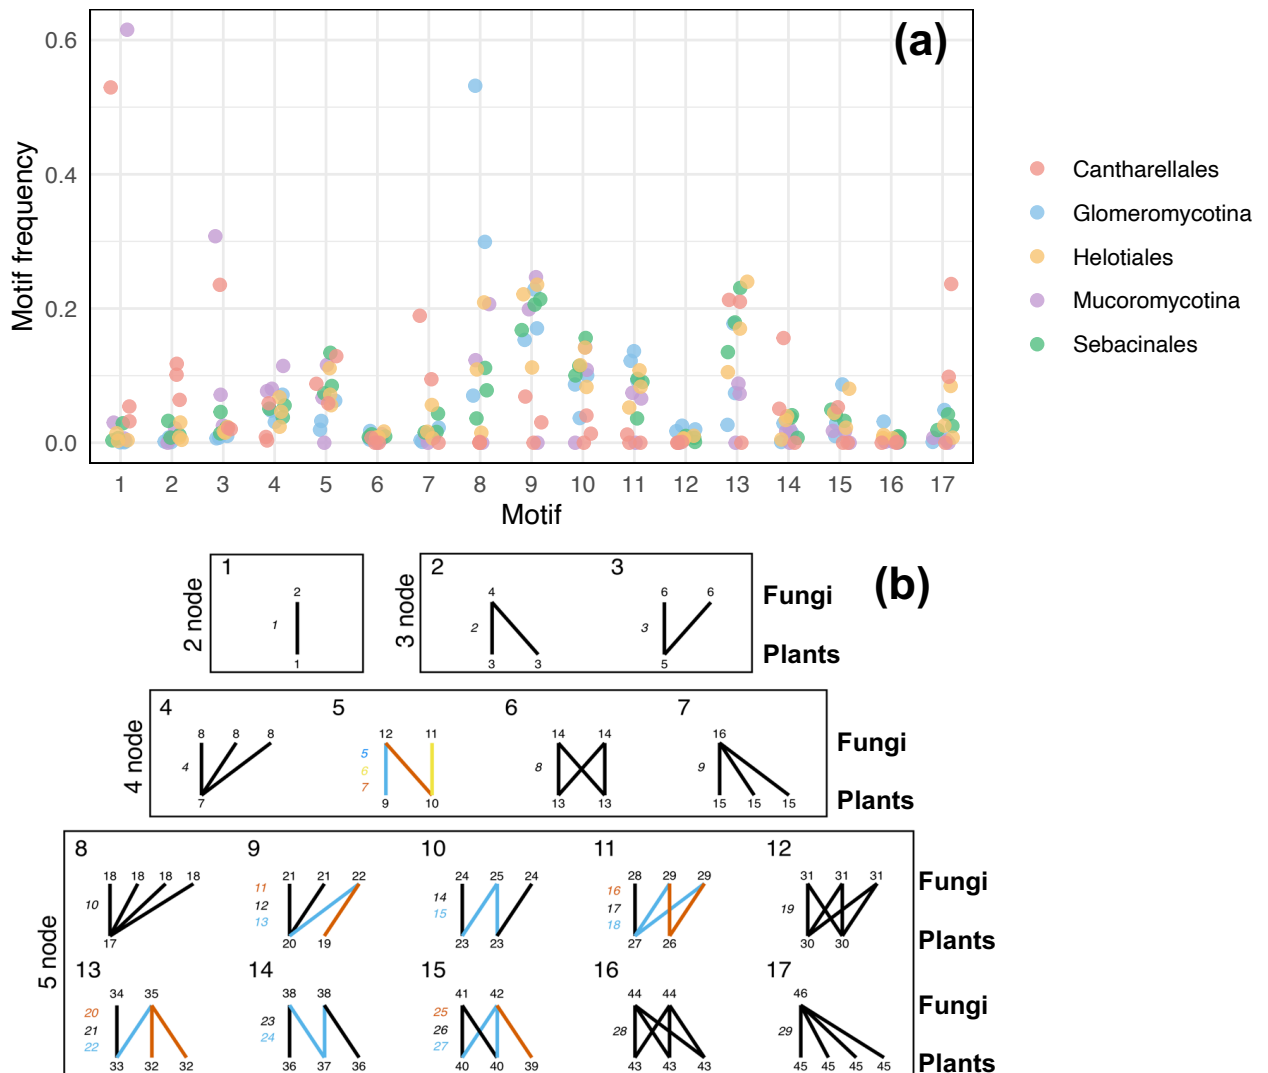 (a)
0.6
0.4
0.2
0.0
Motif frequency
1 2 3 4 5 6 7 8 9 10 11 12 13 14 15 16 17
Motif
Cantharellales
Glomeromycotina
Helotiales
Mucoromycotina
Sebacinales
(b)
2 node
1
2
1
1
3 node
2 3
4 6 6
2 3
3 3 5
Fungi
Plants
4 node
4 5 6 7
8 8 8 12 11 14 14 16
4 5 6 7 8 9
7 9 10 13 13 15 15 15
Fungi
Plants
5 node
8 9 10 11 12
18 18 18 18 21 21 22 24 25 24 28 29 29 31 31 31
10 11 12 13 14 15 16 17 18 19
17 20 19 23 23 27 26 30 30
Fungi
Plants
13 14 15 16 17
34 35 38 38 41 42 44 44 46
20 21 22 23 24 25 26 27 28 29
33 32 32 36 37 36 40 40 39 43 43 43 45 45 45 45
Fungi
Plants